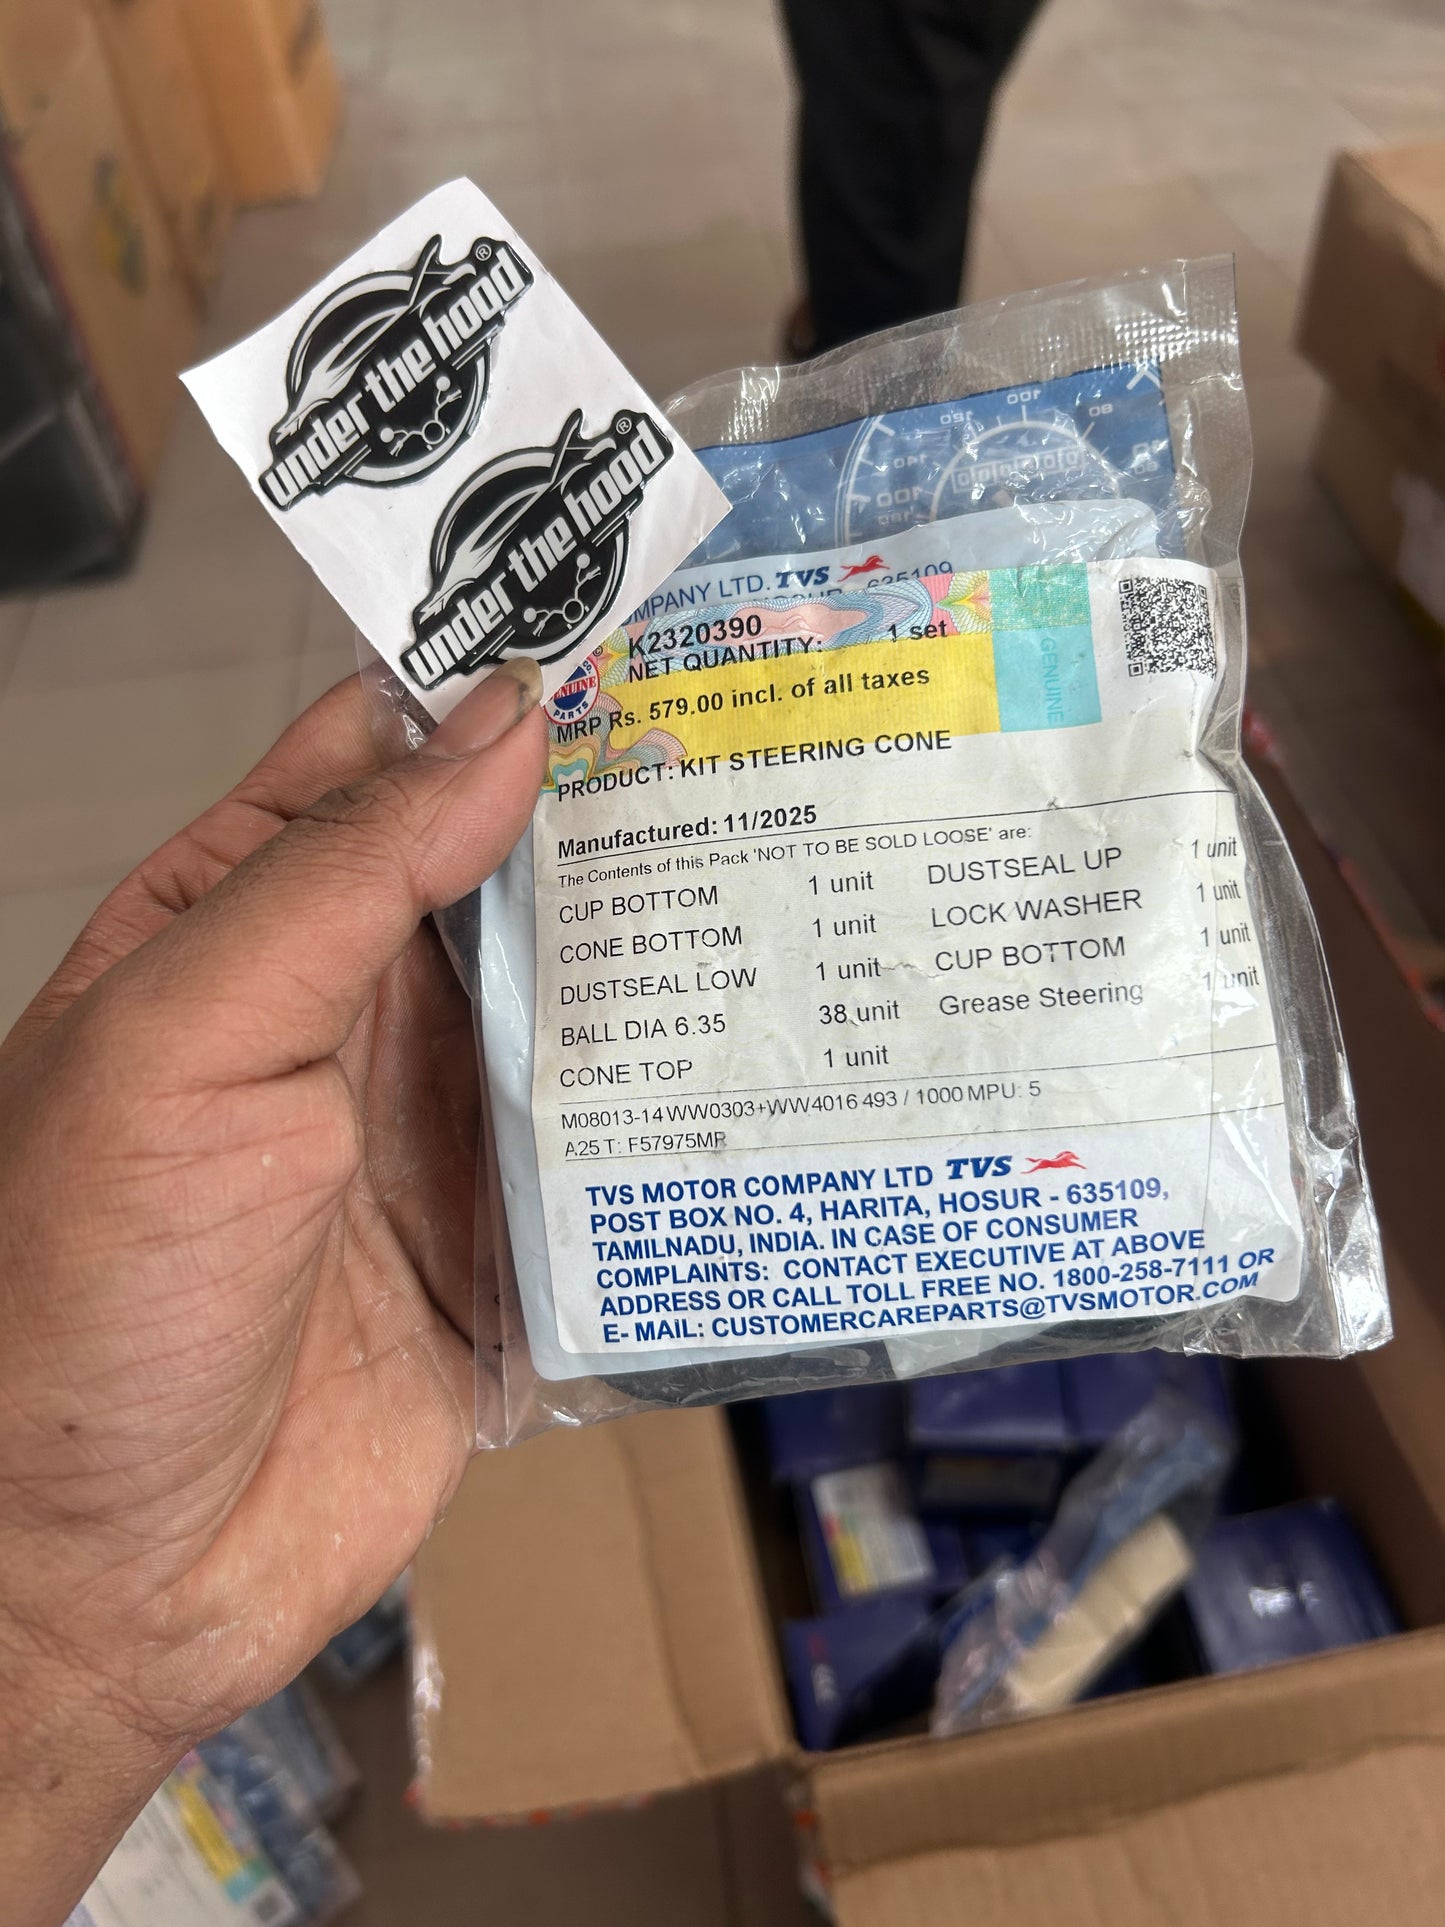 under the hood®
under the hood®
OMPANY LTD. TVS 635109
K2320390
NET QUANTITY: 1 set
GENUINE
PARTS
MRP Rs. 579.00 incl. of all taxes
GENUINE
PRODUCT: KIT STEERING CONE
Manufactured: 11/2025
The Contents of this Pack 'NOT TO BE SOLD LOOSE' are:
CUP BOTTOM 1 unit DUSTSEAL UP 1 unit
CONE BOTTOM 1 unit LOCK WASHER 1 unit
DUSTSEAL LOW 1 unit CUP BOTTOM 1 unit
BALL DIA 6.35 38 unit Grease Steering 1 unit
CONE TOP 1 unit
M08013-14 WW0303+WW4016 493 / 1000 MPU: 5
A25 T: F57975MR
TVS MOTOR COMPANY LTD TVS
POST BOX NO. 4, HARITA, HOSUR - 635109,
TAMILNADU, INDIA. IN CASE OF CONSUMER
COMPLAINTS: CONTACT EXECUTIVE AT ABOVE
ADDRESS OR CALL TOLL FREE NO. 1800-258-7111 OR
E- MAIL: CUSTOMERCAREPARTS@TVSMOTOR.COM